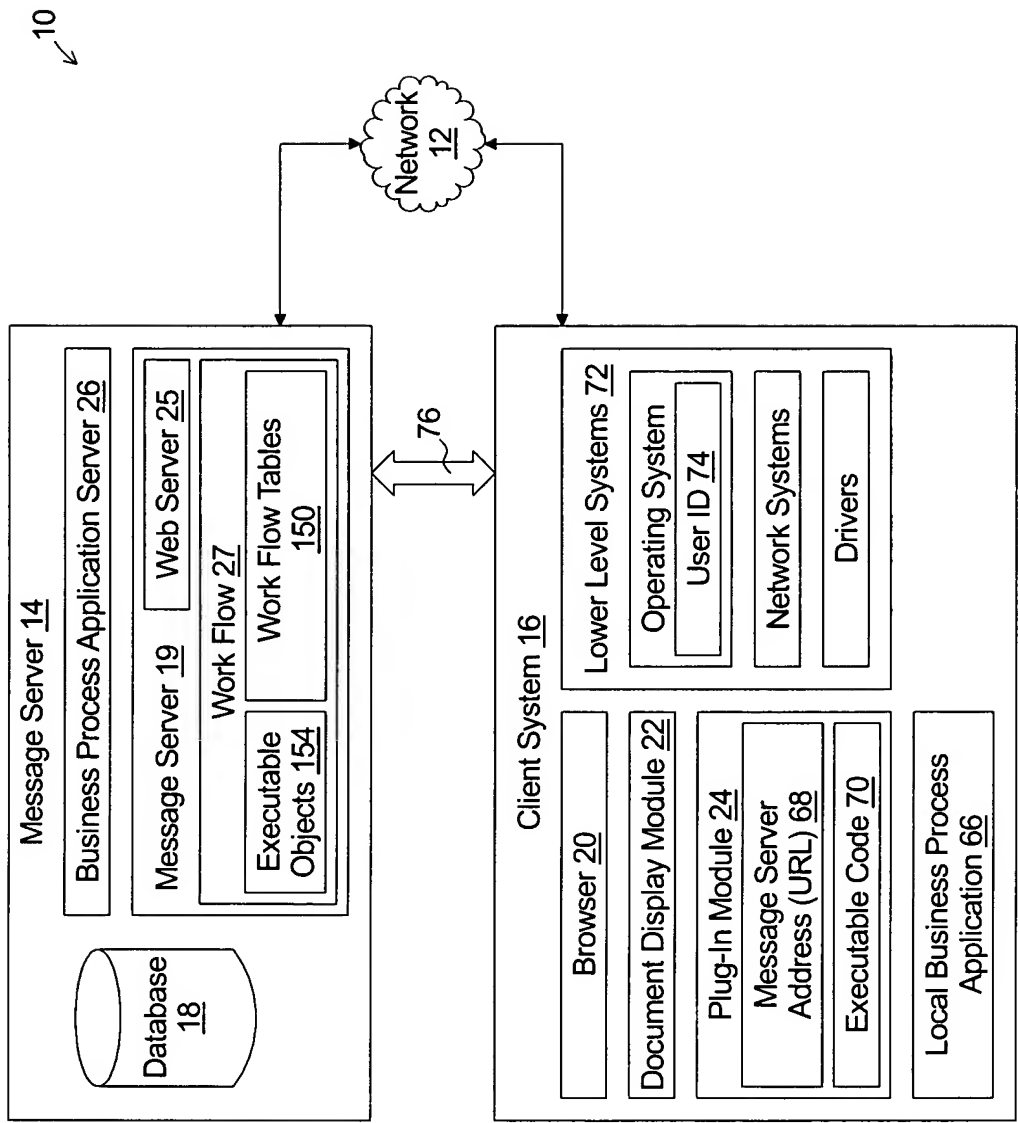 10
Message Server 14
Database
18
Business Process Application Server 26
Message Server 19
Web Server 25
Work Flow 27
Executable
Objects 154
Work Flow Tables
150
Network
12
76
Client System 16
Browser 20
Document Display Module 22
Plug-In Module 24
Message Server
Address (URL) 68
Executable Code 70
Local Business Process
Application 66
Lower Level Systems 72
Operating System
User ID 74
Network Systems
Drivers